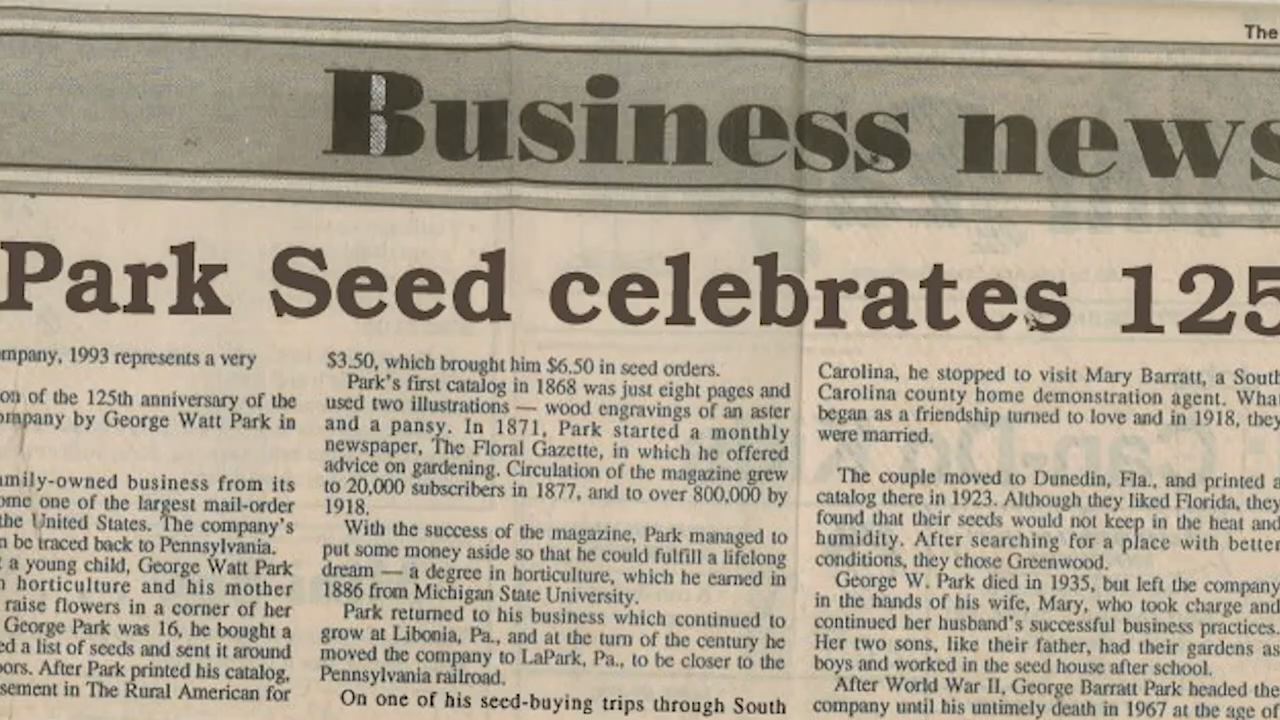 The
Business news
Park Seed celebrates 125
mpany, 1993 represents a very
on of the 125th anniversary of the
ompany by George Watt Park in
amily-owned business from its
ome one of the largest mail-order
the United States. The company's
n be traced back to Pennsylvania.
a young child, George Watt Park
n horticulture and his mother
raise flowers in a corner of her
George Park was 16, he bought a
ed a list of seeds and sent it around
ors. After Park printed his catalog,
sement in The Rural American for
$3.50, which brought him $6.50 in seed orders.
Park's first catalog in 1868 was just eight pages and
used two illustrations — wood engravings of an aster
and a pansy. In 1871, Park started a monthly
newspaper, The Floral Gazette, in which he offered
advice on gardening. Circulation of the magazine grew
to 20,000 subscribers in 1877, and to over 800,000 by
1918.
With the success of the magazine, Park managed to
put some money aside so that he could fulfill a lifelong
dream — a degree in horticulture, which he earned in
1886 from Michigan State University.
Park returned to his business which continued to
grow at Libonia, Pa., and at the turn of the century he
moved the company to LaPark, Pa., to be closer to the
Pennsylvania railroad.
On one of his seed-buying trips through South
Carolina, he stopped to visit Mary Barratt, a South
Carolina county home demonstration agent. What
began as a friendship turned to love and in 1918, they
were married.
The couple moved to Dunedin, Fla., and printed a
catalog there in 1923. Although they liked Florida, they
found that their seeds would not keep in the heat and
humidity. After searching for a place with better
conditions, they chose Greenwood.
George W. Park died in 1935, but left the company
in the hands of his wife, Mary, who took charge and
continued her husband's successful business practices.
Her two sons, like their father, had their gardens as
boys and worked in the seed house after school.
After World War II, George Barratt Park headed the
company until his untimely death in 1967 at the age of